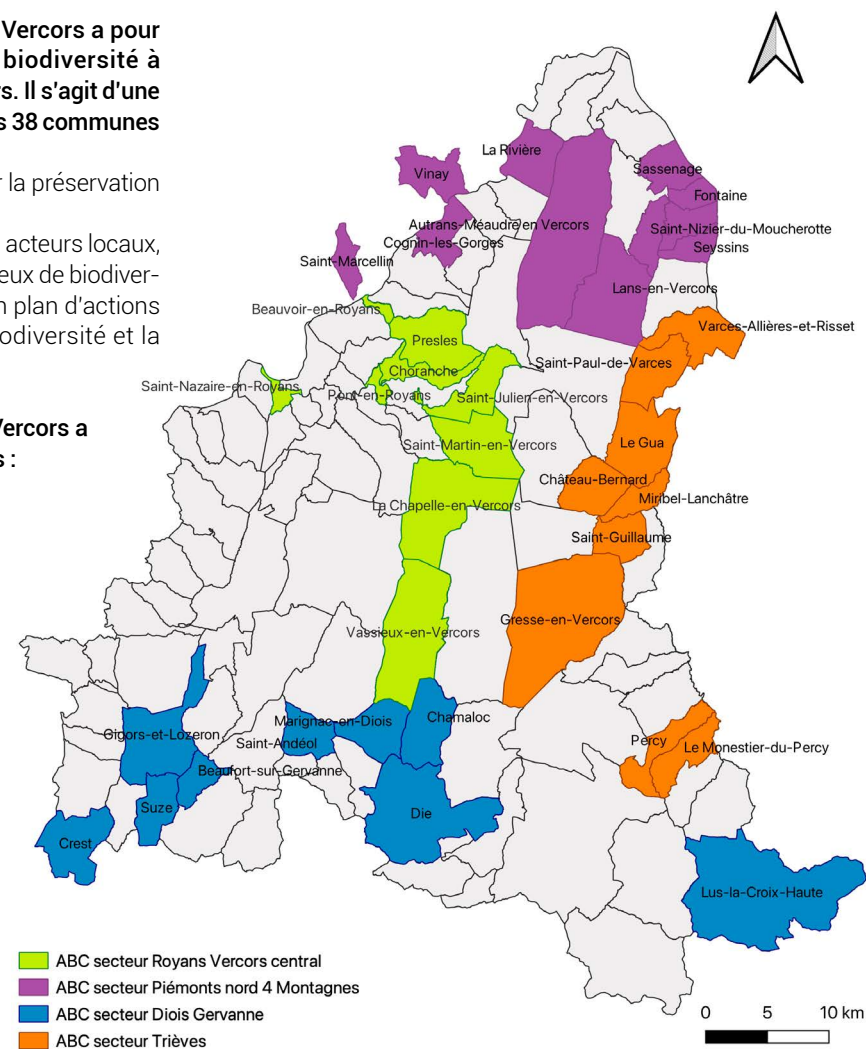 Vercors a pour
biodiversité à
s. Il s'agit d'une
s 38 communes
r la préservation
acteurs locaux,
eux de biodiver-
n plan d'actions
odiversité et la
Vercors a
s :
La Rivière
Vinay
Sassenage
Fontaine
Autrans-Méaudre en Vercors
Saint-Nizier-du-Moucherotte
Cognin-les-Gorges
Seyssins
Saint-Marcellin
Lans-en-Vercors
Beauvoir-en-Royans
Varces-Allières-et-Risset
Presles
Saint-Paul-de-Varces
Choranche
Saint-Nazaire-en-Royans
Pont-en-Royans
Saint-Julien-en-Vercors
Saint-Martin-en-Vercors
Le Gua
Château-Bernard
Miribel-Lanchâtre
La Chapelle-en-Vercors
Saint-Guillaume
Gresse-en-Vercors
Vassieux-en-Vercors
Marignac-en-Diois
Chamaloc
Gigors-et-Lozeron
Saint-Andéol
Percy
Le Monestier-du-Percy
Beaufort-sur-Gervanne
Suze
Die
Crest
Lus-la-Croix-Haute
ABC secteur Royans Vercors central
ABC secteur Piémonts nord 4 Montagnes
ABC secteur Diois Gervanne
ABC secteur Trièves
0 5 10 km